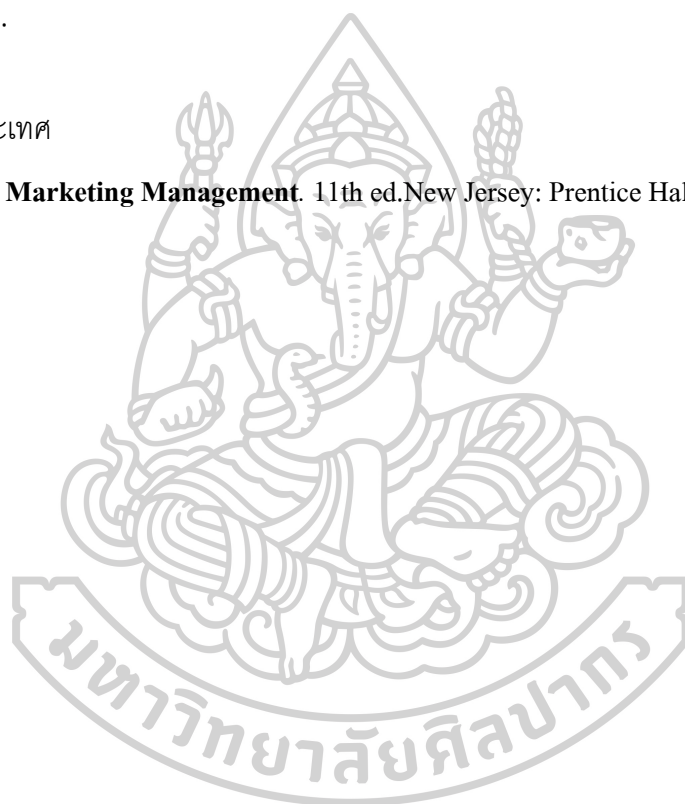 .
ะเทศ
Marketing Management. 11th ed.New Jersey: Prentice Hal
มหาวิทยาลัยศิลปากร